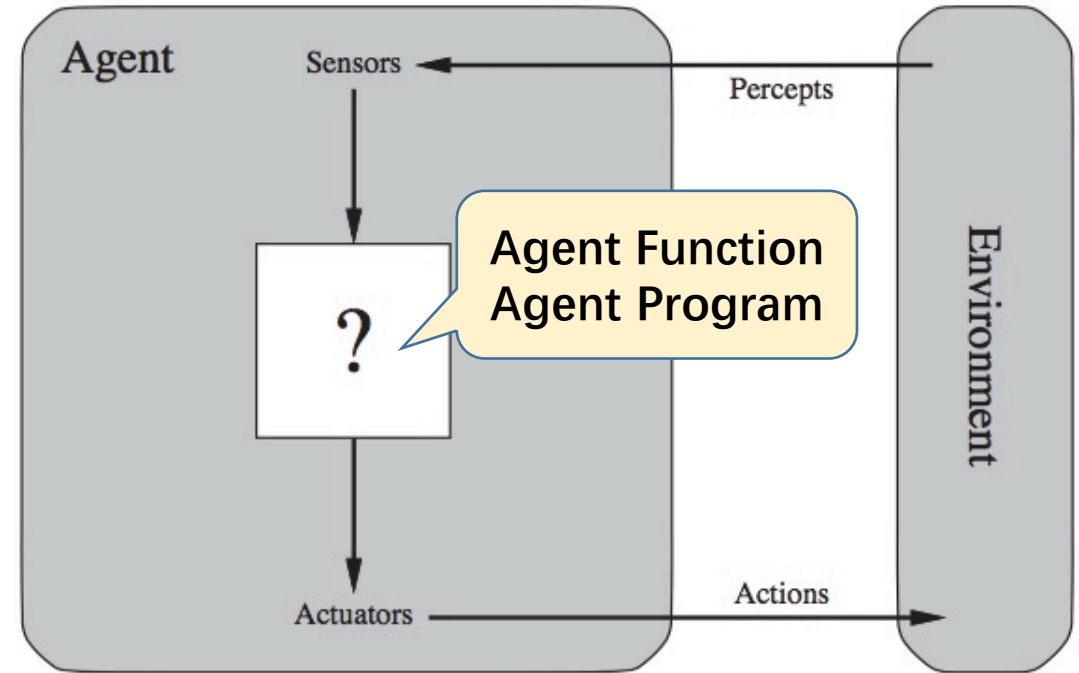 Agent
Sensors
Percepts
Agent Function
Agent Program
?
Environment
Actions
Actuators